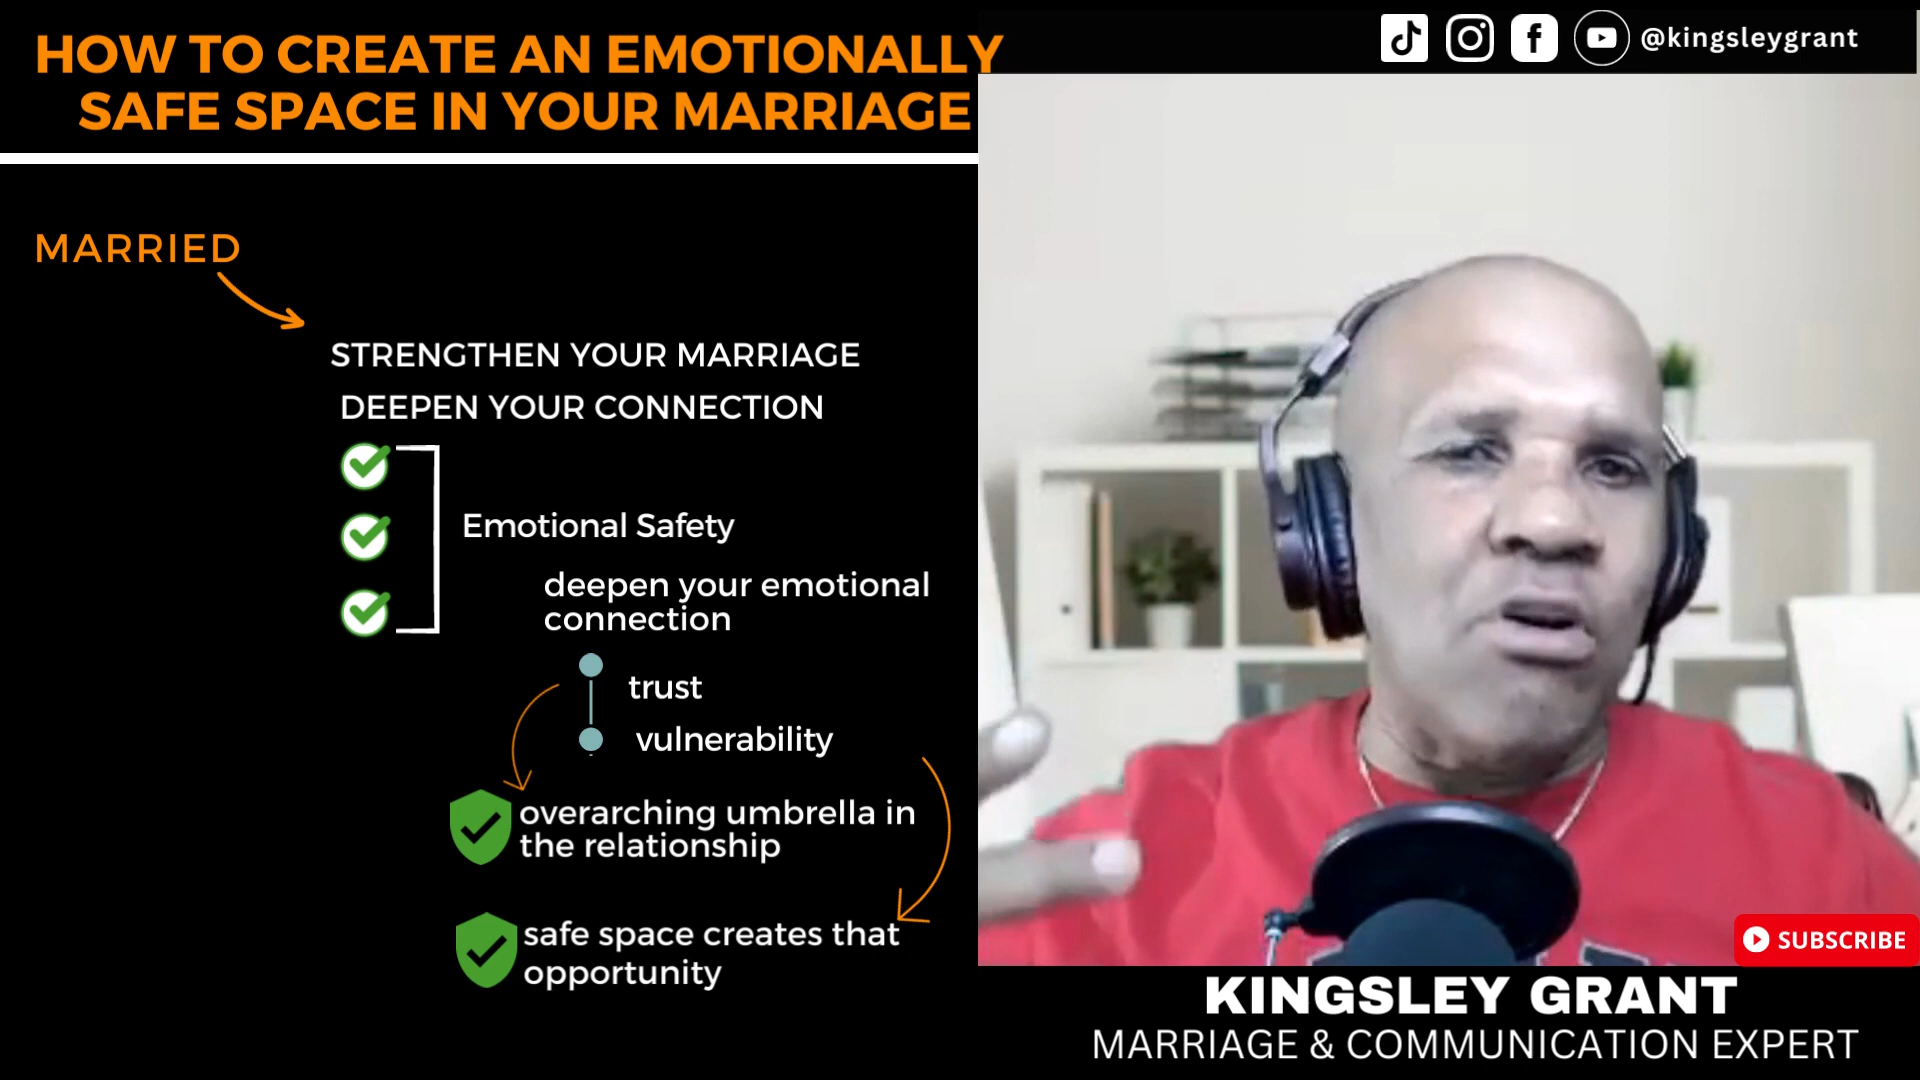 HOW TO CREATE AN EMOTIONALLY
SAFE SPACE IN YOUR MARRIAGE
@kingsleygrant
MARRIED
STRENGTHEN YOUR MARRIAGE
DEEPEN YOUR CONNECTION
Emotional Safety
deepen your emotional
connection
trust
vulnerability
overarching umbrella in
the relationship
safe space creates that
opportunity
SUBSCRIBE
KINGSLEY GRANT
MARRIAGE & COMMUNICATION EXPERT